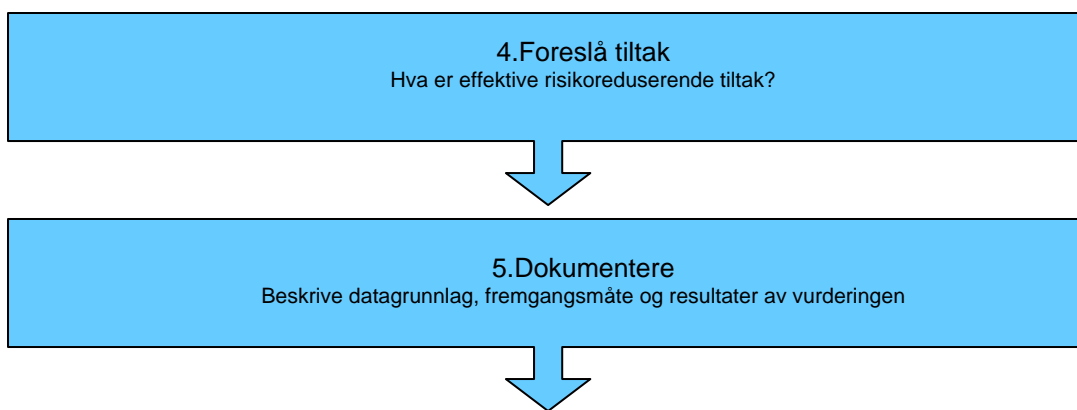 4.Foreslå tiltak
Hva er effektive risikoreduserende tiltak?
5.Dokumentere
Beskrive datagrunnlag, fremgangsmåte og resultater av vurderingen